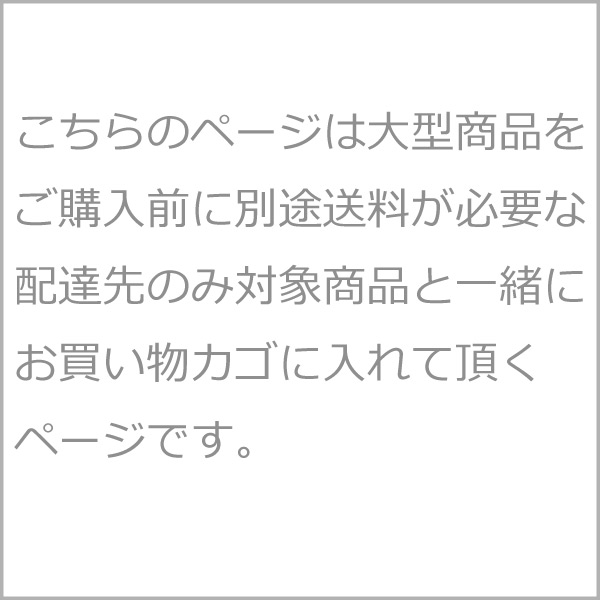 こちらのページは大型商品を
ご購入前に別途送料が必要な
配達先のみ対象商品と一緒に
お買い物カゴに入れて頂く
ページです。